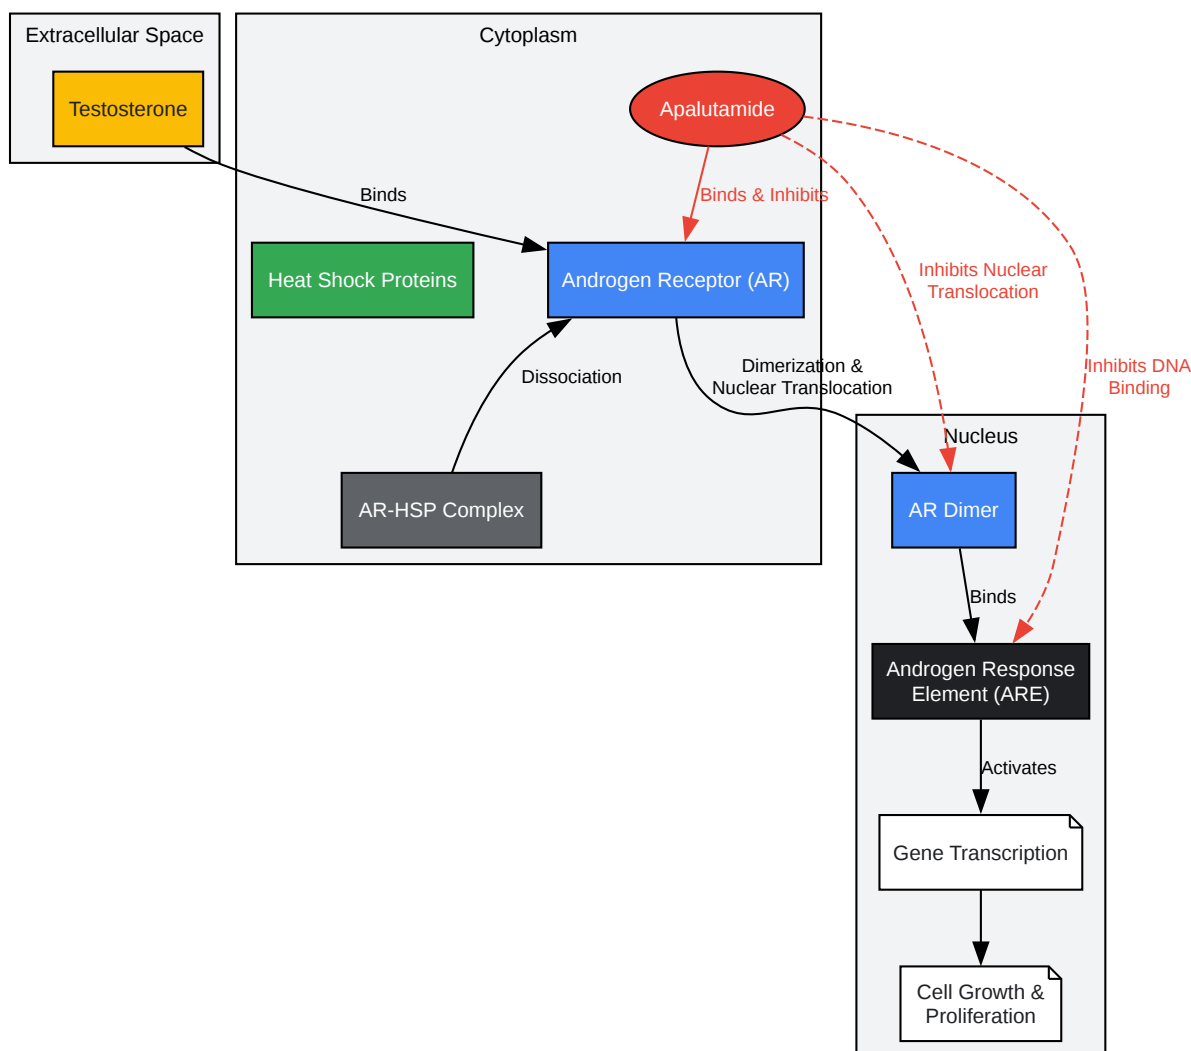 Extracellular Space
Cytoplasm
Testosterone
Apalutamide
Binds
Binds & Inhibits
Heat Shock Proteins
Androgen Receptor (AR)
Inhibits Nuclear
Translocation
Dissociation
Dimerization &
Nuclear Translocation
Inhibits DNA
Binding
Nucleus
AR-HSP Complex
AR Dimer
Binds
Androgen Response
Element (ARE)
Activates
Gene Transcription
Cell Growth &
Proliferation